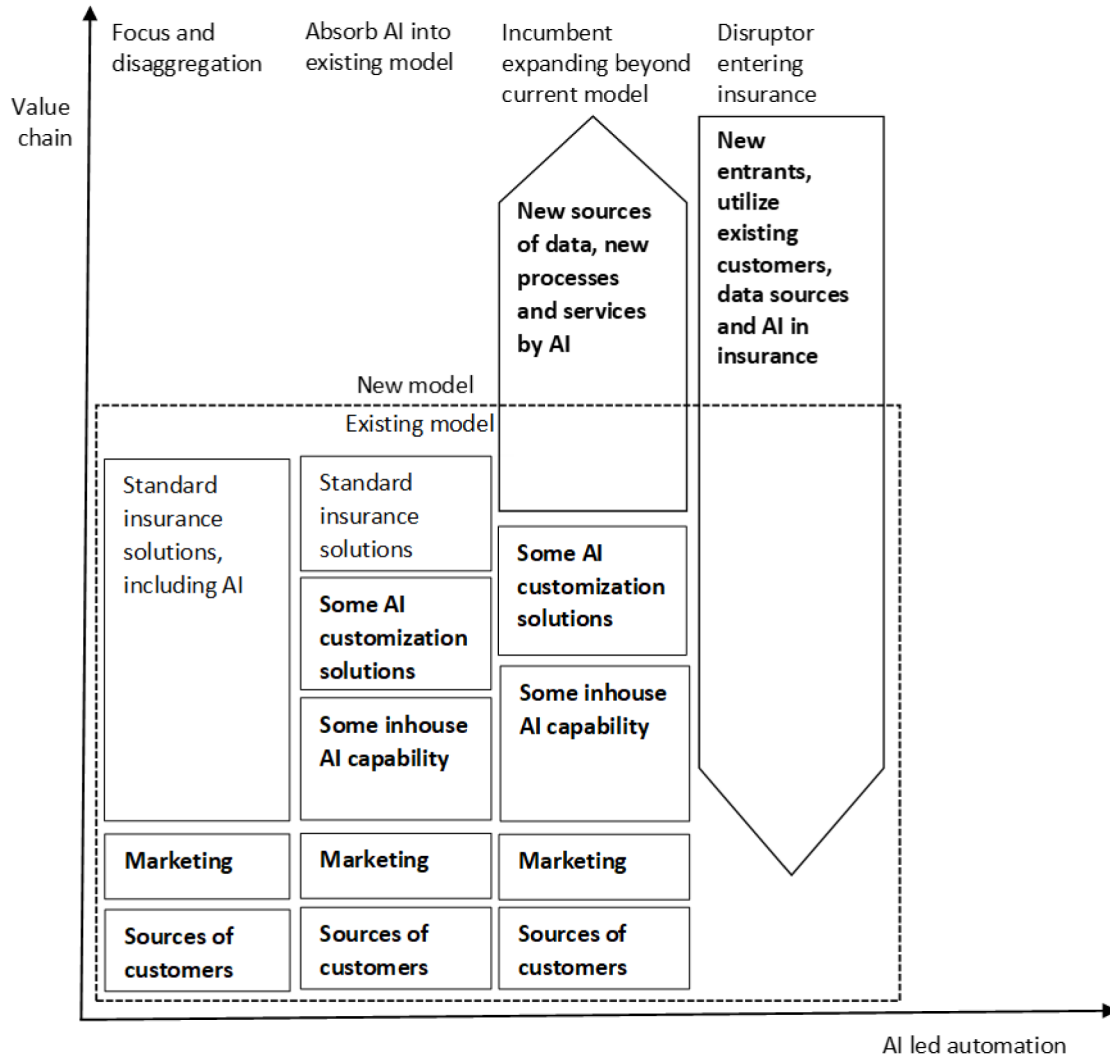 Focus and
disaggregation
Absorb AI into
existing model
Incumbent
expanding beyond
current model
Disruptor
entering
insurance
Value
chain
New sources
of data, new
processes
and services
by AI
New
entrants,
utilize
existing
customers,
data sources
and AI in
insurance
New model
Existing model
Standard
insurance
solutions,
including AI
Marketing
Sources of
customers
Standard
insurance
solutions
Some AI
customization
solutions
Some inhouse
AI capability
Marketing
Sources of
customers
Some AI
customization
solutions
Some inhouse
AI capability
Marketing
Sources of
customers
AI led automation